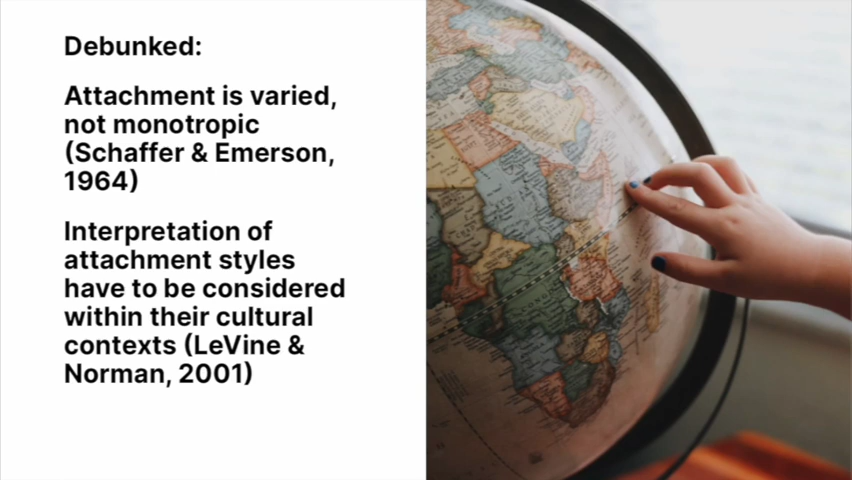 Debunked:
Attachment is varied,
not monotropic
(Schaffer & Emerson,
1964)
Interpretation of
attachment styles
have to be considered
within their cultural
contexts (LeVine &
Norman, 2001)